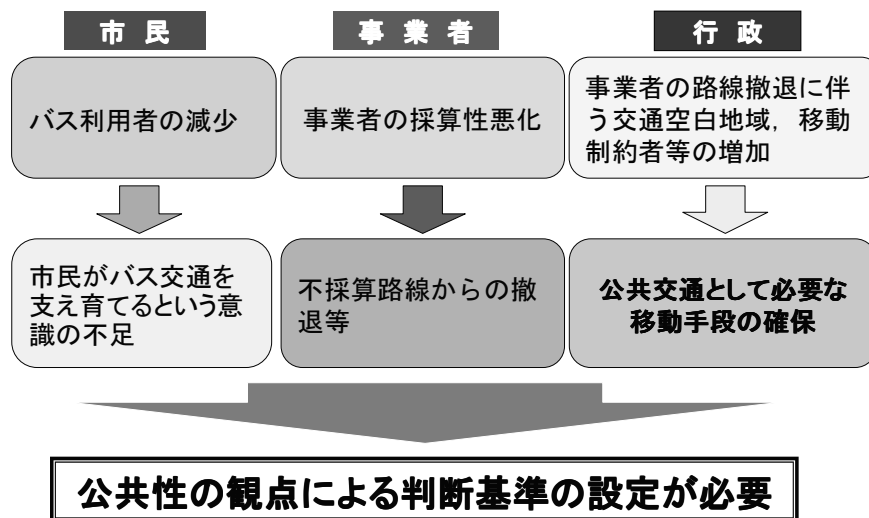 市民
事業者
行政
バス利用者の減少
事業者の採算性悪化
事業者の路線撤退に伴
う交通空白地域，移動
制約者等の増加
市民がバス交通を
支え育てるという意
識の不足
不採算路線からの撤
退等
公共交通として必要な
移動手段の確保
公共性の観点による判断基準の設定が必要